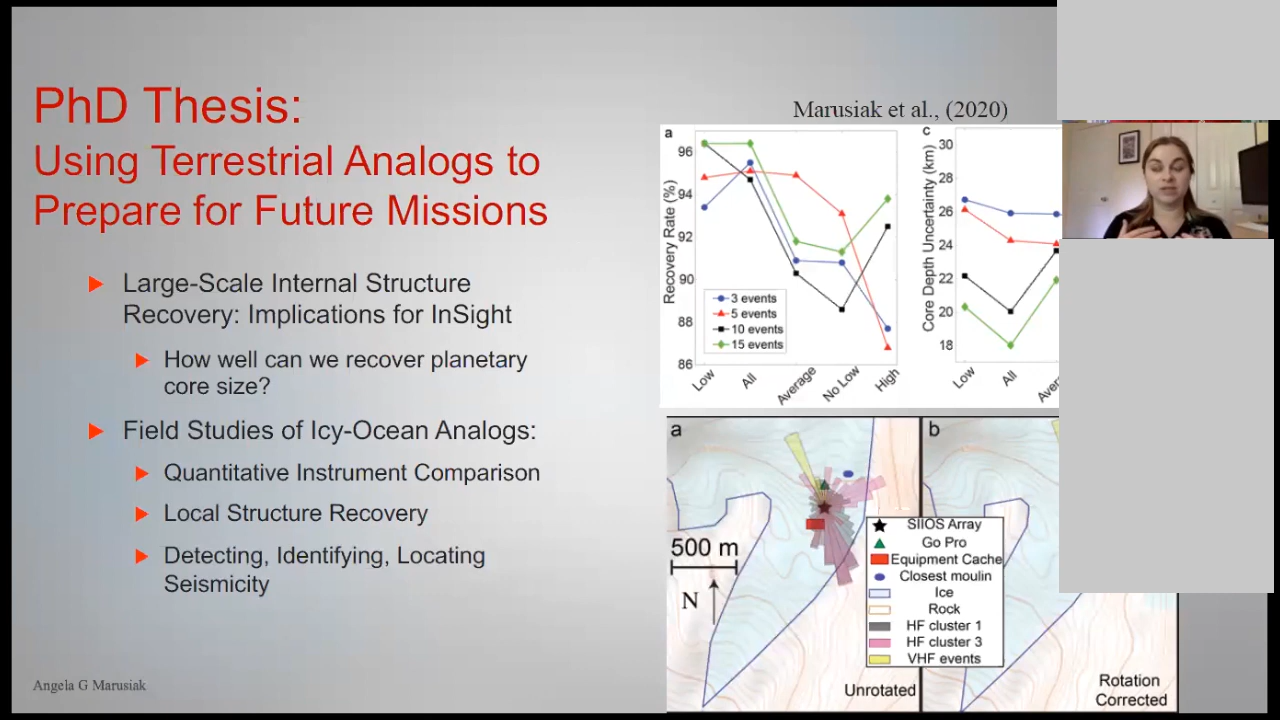 PhD Thesis:
Using Terrestrial Analogs to
Prepare for Future Missions
Large-Scale Internal Structure
Recovery: Implications for InSight
How well can we recover planetary
core size?
Field Studies of Icy-Ocean Analogs:
Quantitative Instrument Comparison
Local Structure Recovery
Detecting, Identifying, Locating
Seismicity
Angela G Marusiak
Marusiak et al., (2020)
a
Recovery Rate (%)
96
94
92
90
88
86
3 events
5 events
10 events
15 events
Low
All
Average
No Low
High
c
Core Depth Uncertainty (km)
30
28
26
24
22
20
18
Low
All
a
500 m
N
Unrotated
b
SIIOS Array
Go Pro
Equipment Cache
Closest moulin
Ice
Rock
HF cluster 1
HF cluster 3
VHF events
Rotation
Corrected